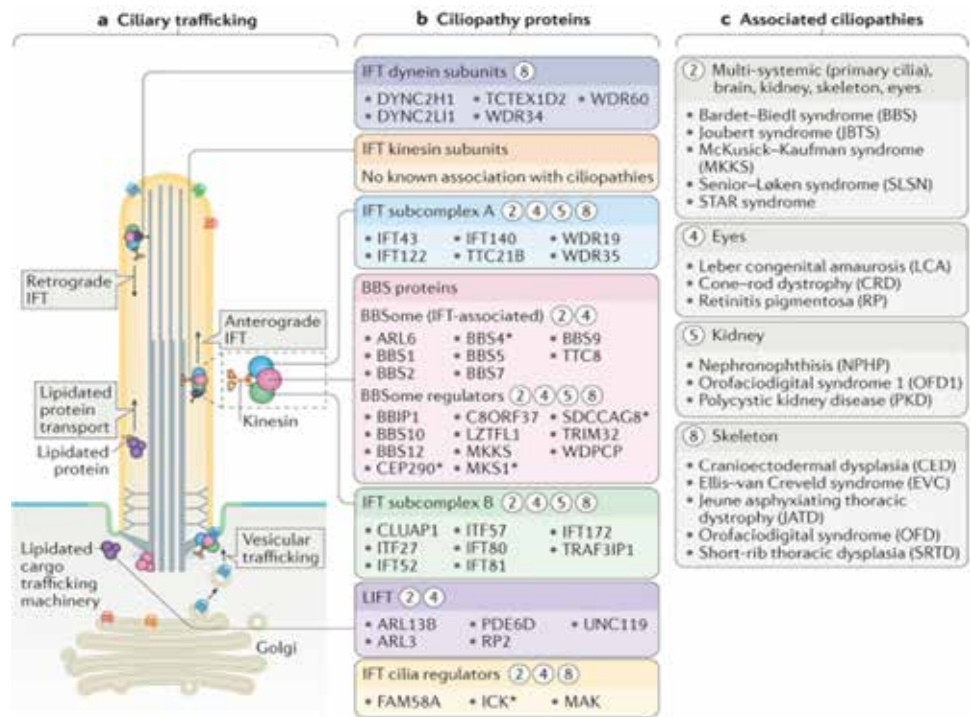 a Ciliary trafficking
b Ciliopathy proteins
c Associated ciliopathies
Retrograde
IFT
Anterograde
IFT
Lipidated
protein
transport
Lipidated protein
Kinesin
Vesicular
trafficking
Lipidated
cargo
trafficking
machinery
Golgi
IFT dynein subunits 8
• DYNC2H1 • TCTEX1D2 • WDR60
• DYNC2LI1 • WDR34
IFT kinesin subunits
No known association with ciliopathies
IFT subcomplex A 2 4 5 8
• IFT43 • IFT140 • WDR19
• IFT122 • TTC21B • WDR35
BBS proteins
BBSome (IFT-associated) 2 4
• ARL6 • BBS4* • BBS9
• BBS1 • BBS5 • TTC8
• BBS2 • BBS7
BBSome regulators 2 4 5 8
• BBIP1 • C8ORF37 • SDCCAG8*
• BBS10 • LZTFL1 • TRIM32
• BBS12 • MKKS • WDPCP
• CEP290* • MKS1*
IFT subcomplex B 2 4 5 8
• CLUAP1 • ITF57 • IFT172
• ITF27 • IFT80 • TRAF3IP1
• IFT52 • IFT81
LIFT 2 4
• ARL13B • PDE6D • UNC119
• ARL3 • RP2
IFT cilia regulators 2 4 8
• FAM58A • ICK* • MAK
2 Multi-systemic (primary cilia),
brain, kidney, skeleton, eyes
• Bardet–Biedl syndrome (BBS)
• Joubert syndrome (JBTS)
• McKusick–Kaufman syndrome
(MKKS)
• Senior–Løken syndrome (SLSN)
• STAR syndrome
4 Eyes
• Leber congenital amaurosis (LCA)
• Cone–rod dystrophy (CRD)
• Retinitis pigmentosa (RP)
5 Kidney
• Nephronophthisis (NPHP)
• Orofaciodigital syndrome 1 (OFD1)
• Polycystic kidney disease (PKD)
8 Skeleton
• Cranioectodermal dysplasia (CED)
• Ellis–van Creveld syndrome (EVC)
• Jeune asphyxiating thoracic
dystrophy (JATD)
• Orofaciodigital syndrome (OFD)
• Short-rib thoracic dysplasia (SRTD)